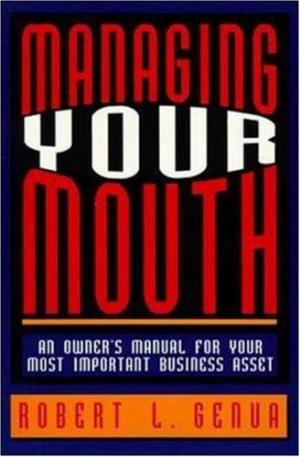 MANAGING
YOUR
MOUTH
AN OWNER'S MANUAL FOR YOUR
MOST IMPORTANT BUSINESS ASSET
ROBERT L. GENUA